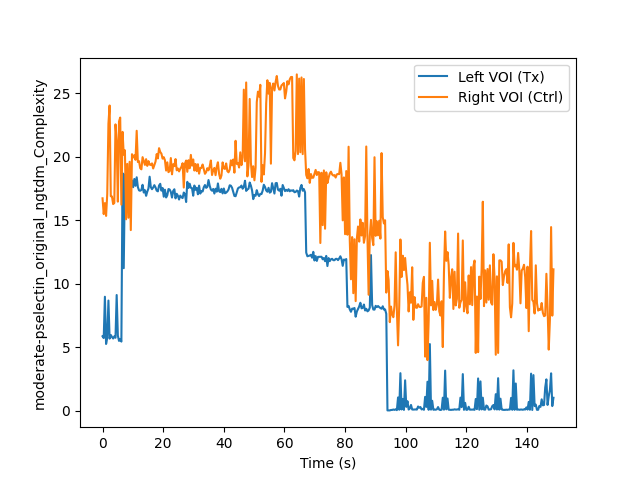 Left VOI (Tx)
Right VOI (Ctrl)
moderate-pselectin_original_ngtdm_Complexity
25
20
15
10
5
0
0 20 40 60 80 100 120 140
Time (s)